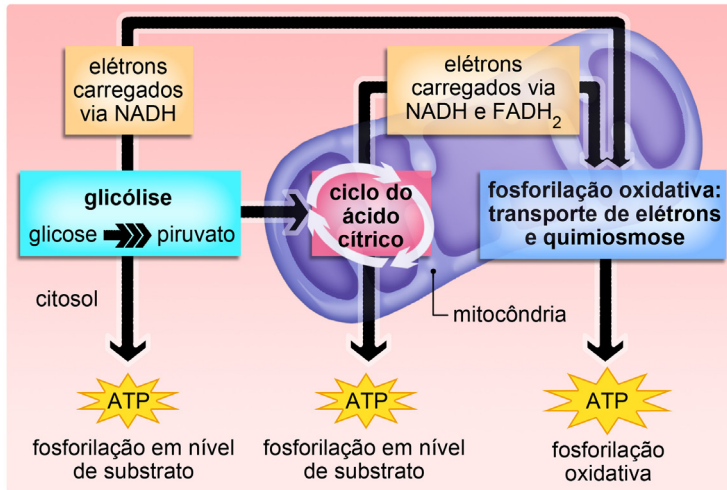 elétrons
carregados
via NADH
elétrons
carregados via
NADH e FADH₂
glicólise
glicose piruvato
ciclo do
ácido
cítrico
fosforilação oxidativa:
transporte de elétrons
e quimiosmose
citosol
mitocôndria
ATP
ATP
ATP
fosforilação em nível
de substrato
fosforilação em nível
de substrato
fosforilação
oxidativa